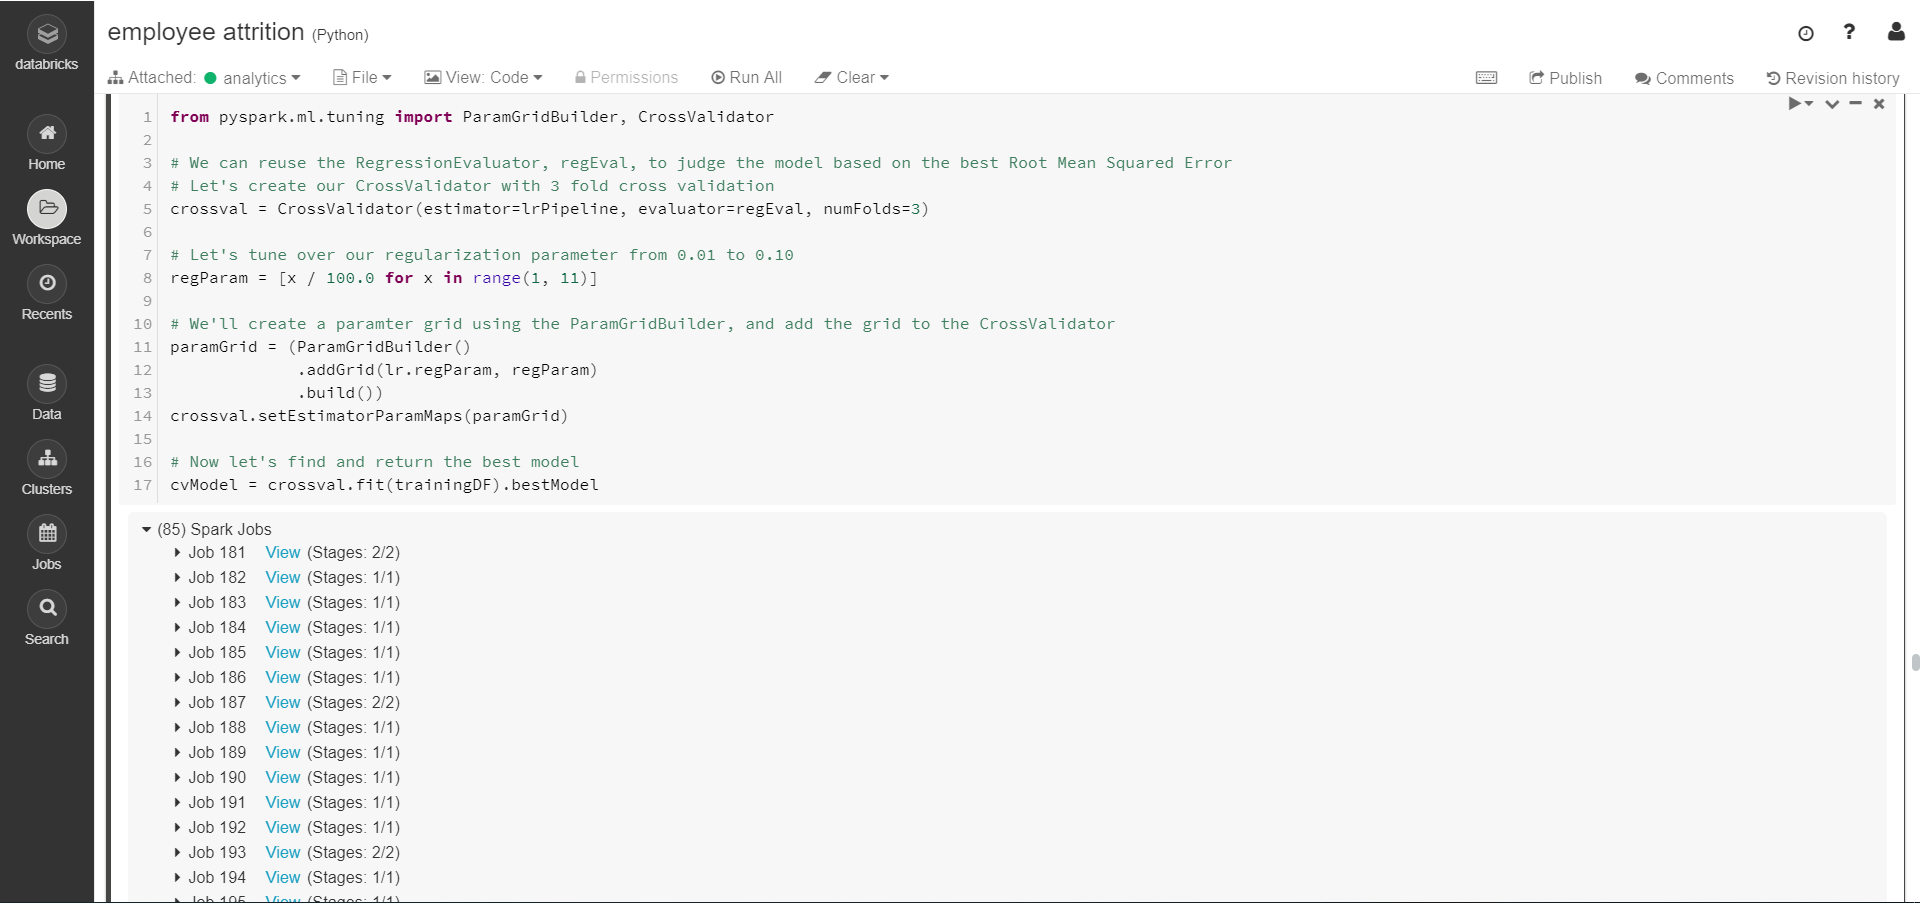 databricks
Home
Workspace
Recents
Data
Clusters
Jobs
Search
employee attrition (Python)
?
Attached: analytics File View: Code Permissions Run All Clear Publish Comments Revision history
1 from pyspark.ml.tuning import ParamGridBuilder, CrossValidator
2
3 # We can reuse the RegressionEvaluator, regEval, to judge the model based on the best Root Mean Squared Error
4 # Let's create our CrossValidator with 3 fold cross validation
5 crossval = CrossValidator(estimator=lrPipeline, evaluator=regEval, numFolds=3)
6
7 # Let's tune over our regularization parameter from 0.01 to 0.10
8 regParam = [x / 100.0 for x in range(1, 11)]
9
10 # We'll create a paramter grid using the ParamGridBuilder, and add the grid to the CrossValidator
11 paramGrid = (ParamGridBuilder()
12 .addGrid(lr.regParam, regParam)
13 .build())
14 crossval.setEstimatorParamMaps(paramGrid)
15
16 # Now let's find and return the best model
17 cvModel = crossval.fit(trainingDF).bestModel
(85) Spark Jobs
Job 181 View (Stages: 2/2)
Job 182 View (Stages: 1/1)
Job 183 View (Stages: 1/1)
Job 184 View (Stages: 1/1)
Job 185 View (Stages: 1/1)
Job 186 View (Stages: 1/1)
Job 187 View (Stages: 2/2)
Job 188 View (Stages: 1/1)
Job 189 View (Stages: 1/1)
Job 190 View (Stages: 1/1)
Job 191 View (Stages: 1/1)
Job 192 View (Stages: 1/1)
Job 193 View (Stages: 2/2)
Job 194 View (Stages: 1/1)
Job 195 View (Stages: 1/1)